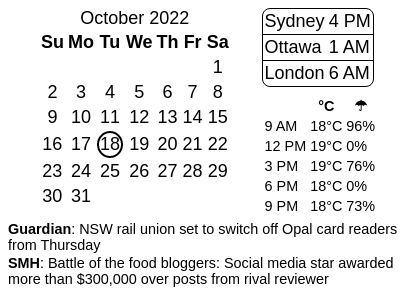 October 2022
Su Mo Tu We Th Fr Sa
1
2 3 4 5 6 7 8
9 10 11 12 13 14 15
16 17 18 19 20 21 22
23 24 25 26 27 28 29
30 31
Sydney 4 PM
Ottawa 1 AM
London 6 AM
°C ☂
9 AM 18°C 96%
12 PM 19°C 0%
3 PM 19°C 76%
6 PM 18°C 0%
9 PM 18°C 73%
Guardian: NSW rail union set to switch off Opal card readers
from Thursday
SMH: Battle of the food bloggers: Social media star awarded
more than $300,000 over posts from rival reviewer